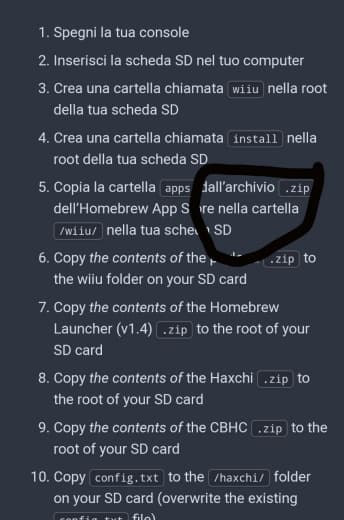 1. Spegni la tua console
2. Inserisci la scheda SD nel tuo computer
3. Crea una cartella chiamata wiiu nella root
della tua scheda SD
4. Crea una cartella chiamata install nella
root della tua scheda SD
5. Copia la cartella apps dall'archivio .zip
dell'Homebrew App Store nella cartella
/wiiu/ nella tua scheda SD
6. Copy the contents of the .zip to
the wiiu folder on your SD card
7. Copy the contents of the Homebrew
Launcher (v1.4) .zip to the root of your
SD card
8. Copy the contents of the Haxchi .zip to
the root of your SD card
9. Copy the contents of the CBHC .zip to the
root of your SD card
10. Copy config.txt to the /haxchi/ folder
on your SD card (overwrite the existing
config.txt file)